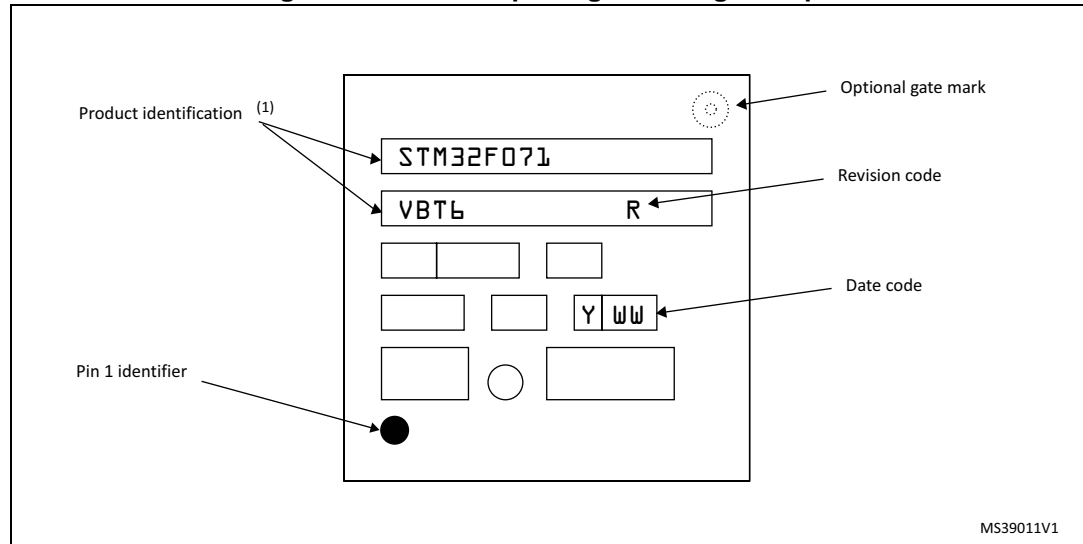 Optional gate mark
Product identification (1)
STM32F071
Revision code
VBT6 R
Date code
Y WW
Pin 1 identifier
MS39011V1